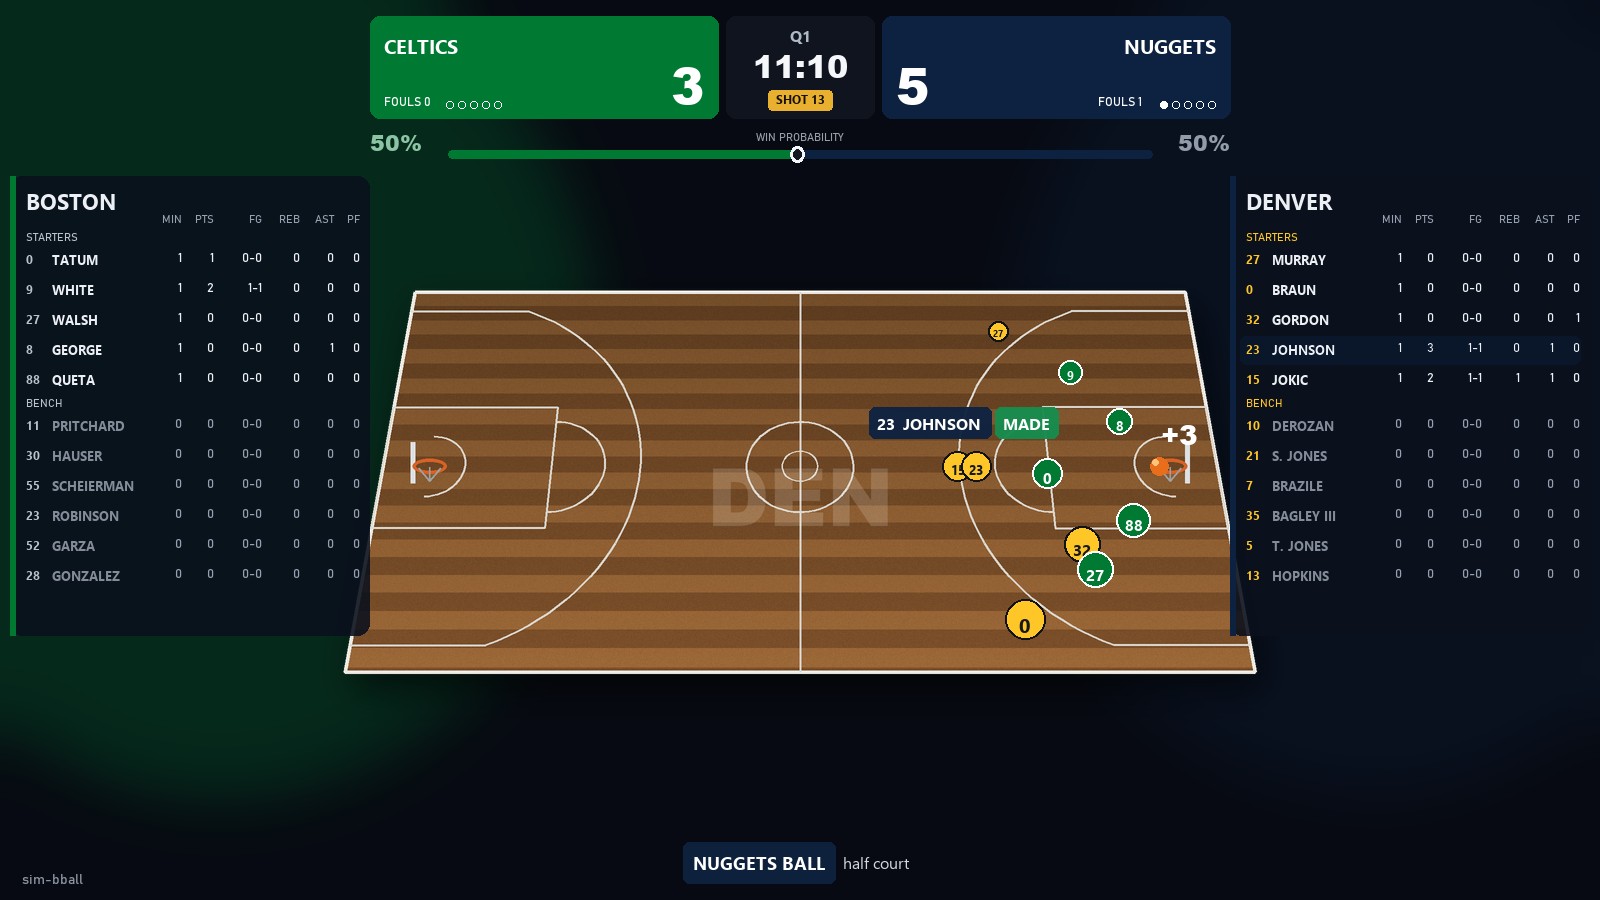 CELTICS
3
FOULS 0
Q1
11:10
SHOT 13
NUGGETS
5
FOULS 1
50%
WIN PROBABILITY
50%
BOSTON
MIN PTS FG REB AST PF
STARTERS
0 TATUM 1 1 0-0 0 0 0
9 WHITE 1 2 1-1 0 0 0
27 WALSH 1 0 0-0 0 0 0
8 GEORGE 1 0 0-0 0 1 0
88 QUETA 1 0 0-0 0 0 0
BENCH
11 PRITCHARD 0 0 0-0 0 0 0
30 HAUSER 0 0 0-0 0 0 0
55 SCHEIERMAN 0 0 0-0 0 0 0
23 ROBINSON 0 0 0-0 0 0 0
52 GARZA 0 0 0-0 0 0 0
28 GONZALEZ 0 0 0-0 0 0 0
DENVER
MIN PTS FG REB AST PF
STARTERS
27 MURRAY 1 0 0-0 0 0 0
0 BRAUN 1 0 0-0 0 0 0
32 GORDON 1 0 0-0 0 0 1
23 JOHNSON 1 3 1-1 0 1 0
15 JOKIC 1 2 1-1 1 1 0
BENCH
10 DEROZAN 0 0 0-0 0 0 0
21 S. JONES 0 0 0-0 0 0 0
7 BRAZILE 0 0 0-0 0 0 0
35 BAGLEY III 0 0 0-0 0 0 0
5 T. JONES 0 0 0-0 0 0 0
13 HOPKINS 0 0 0-0 0 0 0
27
9
8
23 JOHNSON MADE
+3
15 23
0
DEN
88
32
27
0
NUGGETS BALL half court
sim-bball